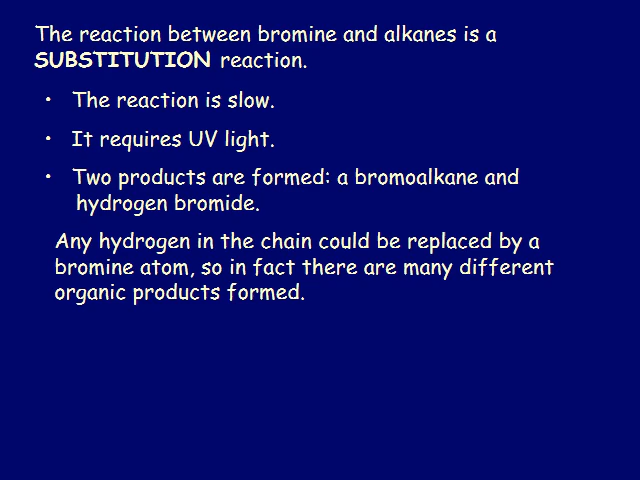 The reaction between bromine and alkanes is a
SUBSTITUTION reaction.
• The reaction is slow.
• It requires UV light.
• Two products are formed: a bromoalkane and
hydrogen bromide.
Any hydrogen in the chain could be replaced by a
bromine atom, so in fact there are many different
organic products formed.